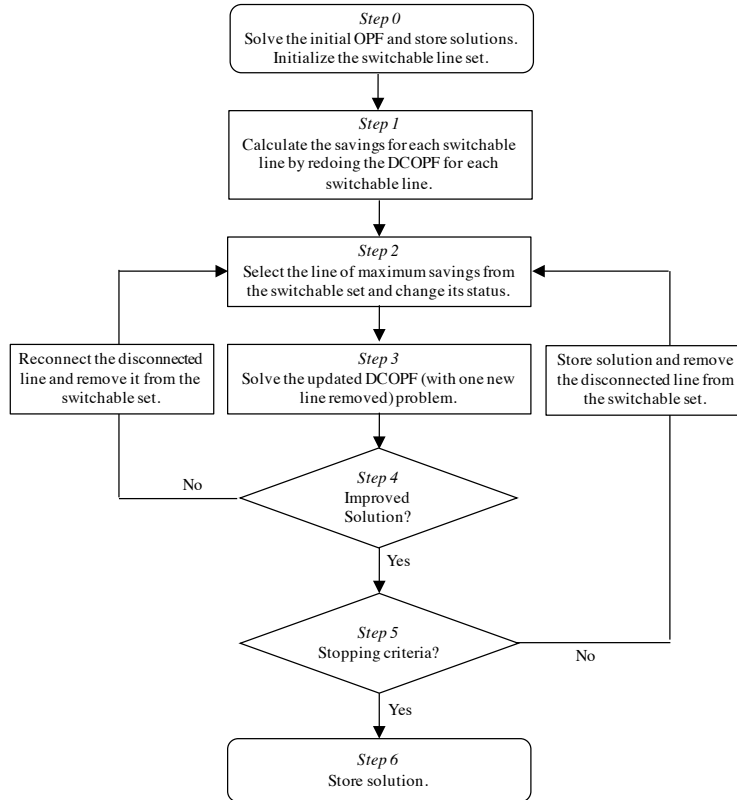 Step 0
Solve the initial OPF and store solutions.
Initialize the switchable line set.
Step 1
Calculate the savings for each switchable
line by redoing the DCOPF for each
switchable line.
Step 2
Select the line of maximum savings from
the switchable set and change its status.
Reconnect the disconnected
line and remove it from the
switchable set.
Step 3
Solve the updated DCOPF (with one new
line removed) problem.
Store solution and remove
the disconnected line from
the switchable set.
Step 4
Improved
Solution?
No
Yes
Step 5
Stopping criteria?
No
Yes
Step 6
Store solution.